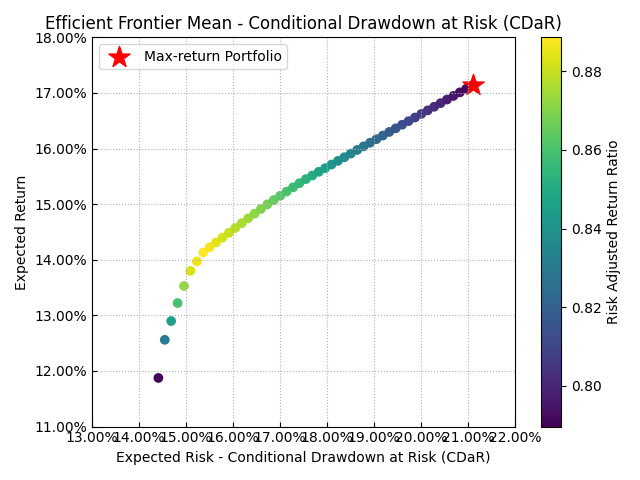 Efficient Frontier Mean - Conditional Drawdown at Risk (CDaR)
Max-return Portfolio
18.00%
17.00%
16.00%
15.00%
14.00%
13.00%
12.00%
11.00%
Expected Return
13.00% 14.00% 15.00% 16.00% 17.00% 18.00% 19.00% 20.00% 21.00% 22.00%
Expected Risk - Conditional Drawdown at Risk (CDaR)
0.88
0.86
0.84
0.82
0.80
Risk Adjusted Return Ratio